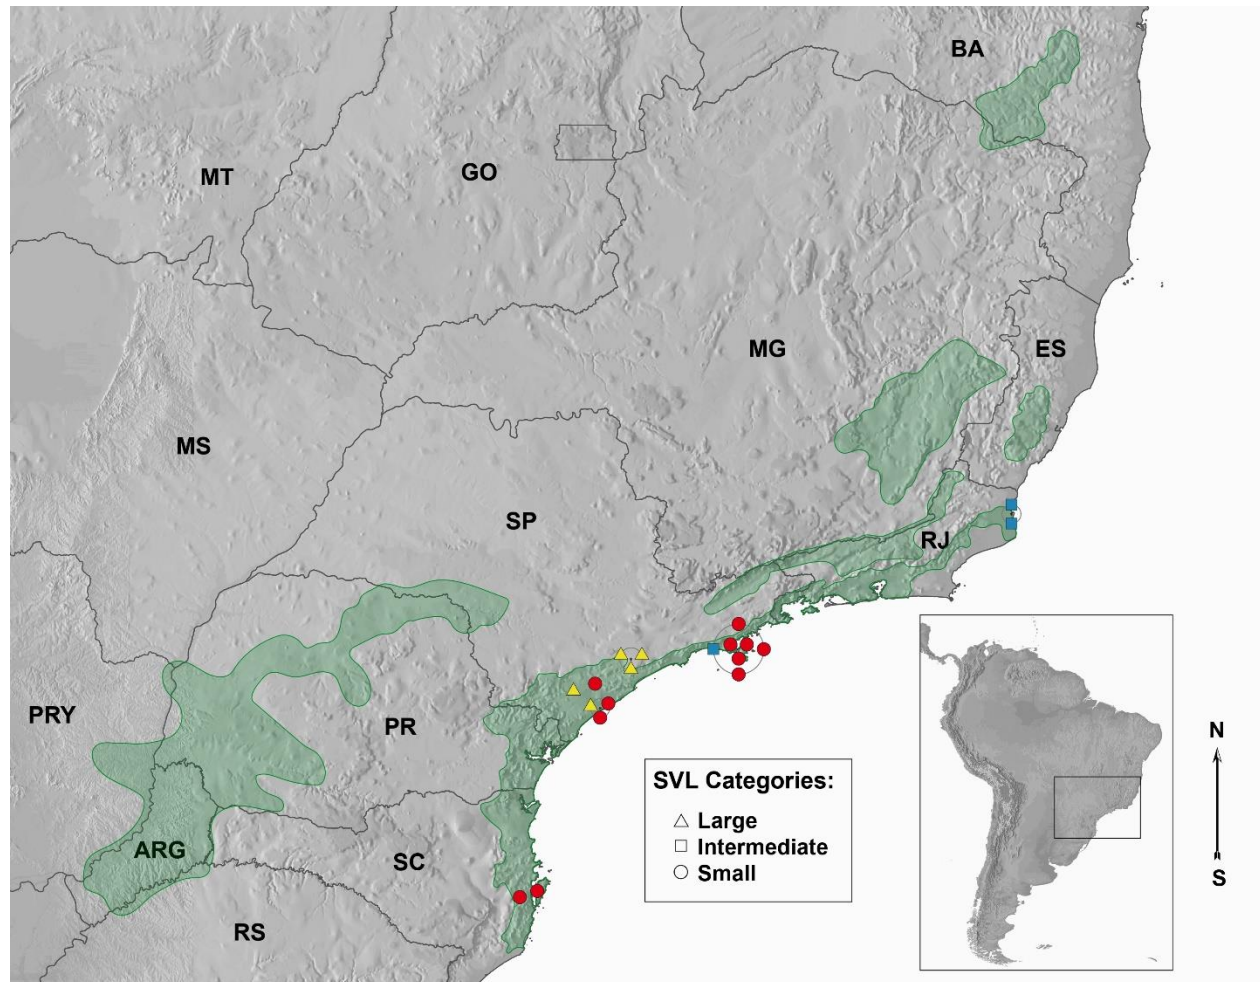 BA
MT
GO
MG
ES
MS
SP
RJ
PRY
PR
N
SVL Categories:
Large
Intermediate
Small
ARG
SC
S
RS